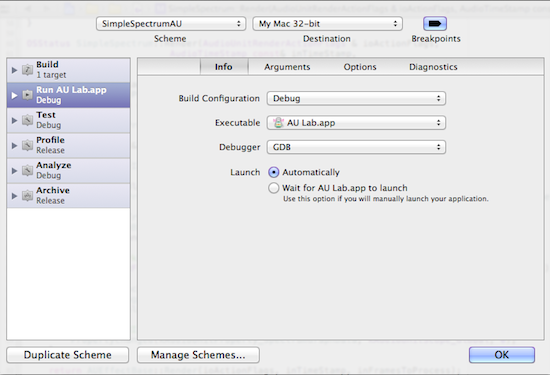 SimpleSpectrumAU
My Mac 32-bit
Scheme
Destination
Breakpoints
Build
1 target
Run AU Lab.app
Debug
Test
Debug
Profile
Release
Analyze
Debug
Archive
Release
Info
Arguments
Options
Diagnostics
Build Configuration
Debug
Executable
AU Lab.app
Debugger
GDB
Launch
Automatically
Wait for AU Lab.app to launch
Use this option if you will manually launch your application.
Duplicate Scheme
Manage Schemes...
OK